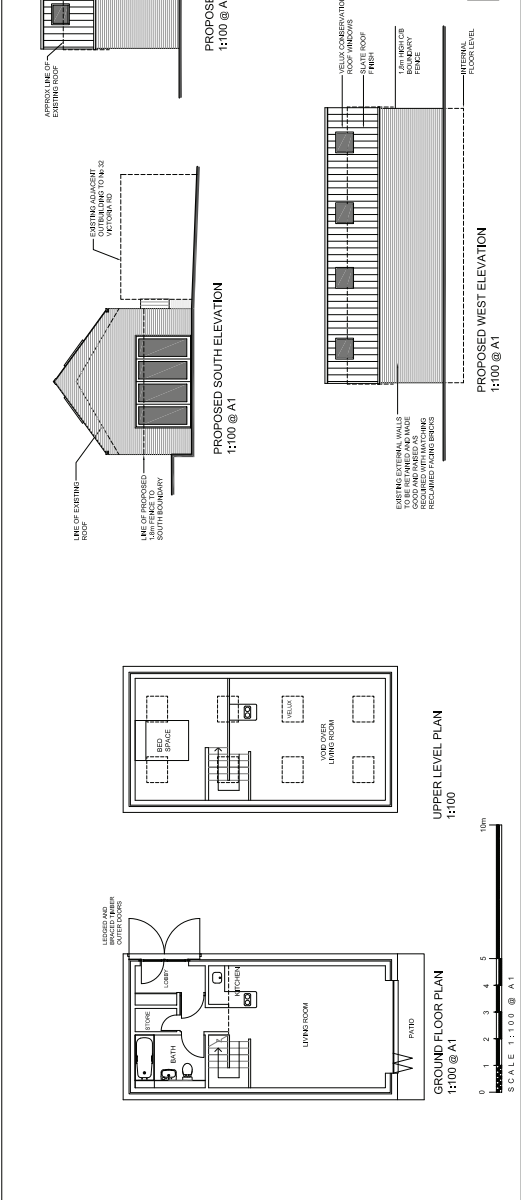 APPROX LINE OF
EXISTING ROOF
PROPOSE
1:100 @ A
EXISTING ADJACENT
OUTBUILDING TO No 32
VICTORIA RD
LINE OF EXISTING
ROOF
LINE OF PROPOSED
1.8m FENCE TO
SOUTH BOUNDARY
PROPOSED SOUTH ELEVATION
1:100 @ A1
VELUX CONSERVATION
ROOF WINDOWS
SLATE ROOF
FINISH
1.8m HIGH C/B
BOUNDARY
FENCE
INTERNAL
FLOOR LEVEL
EXISTING EXTERNAL WALLS
TO BE RETAINED AND MADE
GOOD AND RAISED AS
REQUIRED WITH MATCHING
RECLAIMED FACING BRICKS
PROPOSED WEST ELEVATION
1:100 @ A1
BED
SPACE
VELUX
VOID OVER
LIVING ROOM
UPPER LEVEL PLAN
1:100
LEDGED AND
BRACED TIMBER
OUTER DOORS
LOBBY
STORE
BATH
KITCHEN
LIVING ROOM
PATIO
GROUND FLOOR PLAN
1:100 @ A1
0 1 2 3 4 5 10m
SCALE 1:100 @ A1